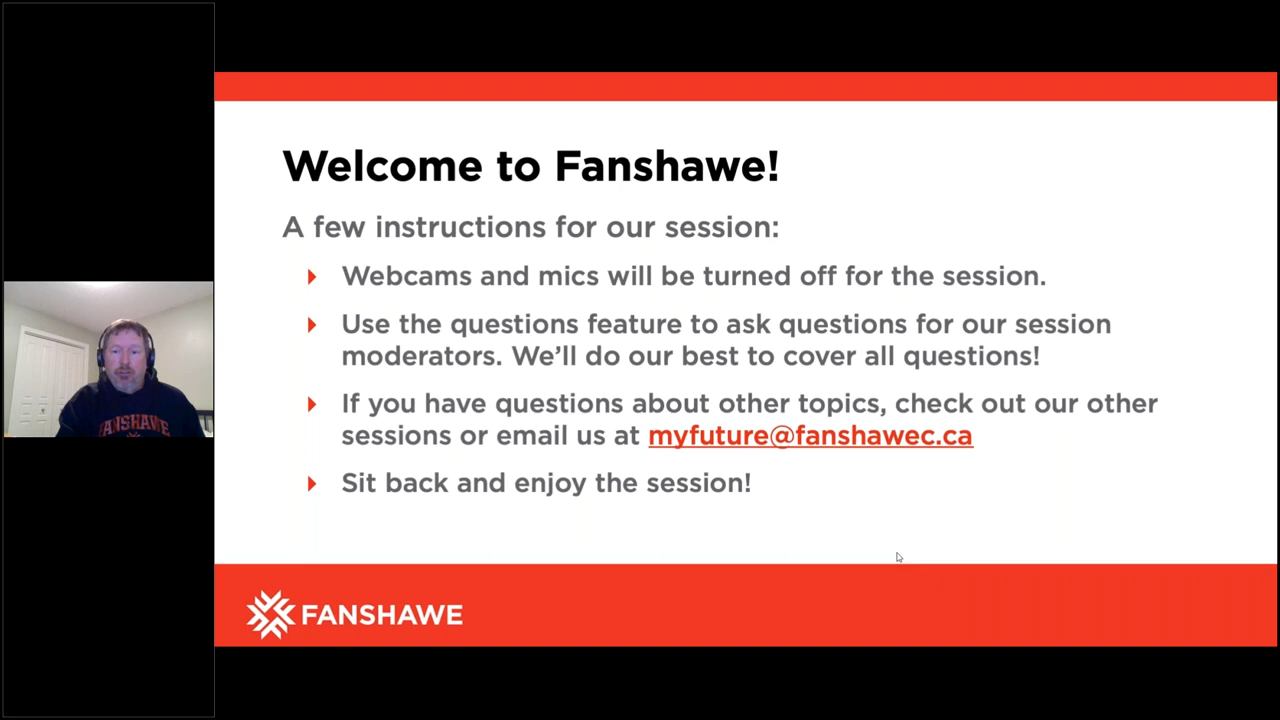 Welcome to Fanshawe!
A few instructions for our session:
Webcams and mics will be turned off for the session.
Use the questions feature to ask questions for our session
moderators. We’ll do our best to cover all questions!
If you have questions about other topics, check out our other
sessions or email us at myfuture@fanshawec.ca
Sit back and enjoy the session!
FANSHAWE
FANSHAWE